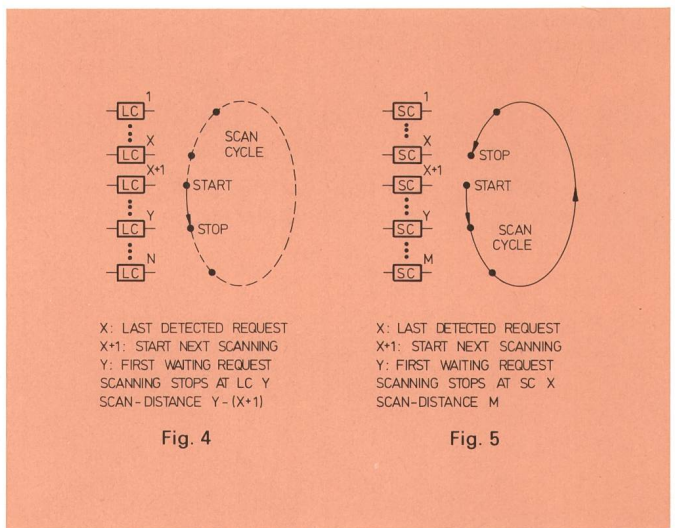 1
LC
X
LC
X+1
LC
Y
LC
N
LC
SCAN
CYCLE
START
STOP
X: LAST DETECTED REQUEST
X+1: START NEXT SCANNING
Y: FIRST WAITING REQUEST
SCANNING STOPS AT LC Y
SCAN-DISTANCE Y-(X+1)
Fig. 4
1
SC
X
SC
X+1
SC
Y
SC
M
SC
STOP
START
SCAN
CYCLE
X: LAST DETECTED REQUEST
X+1: START NEXT SCANNING
Y: FIRST WAITING REQUEST
SCANNING STOPS AT SC X
SCAN-DISTANCE M
Fig. 5